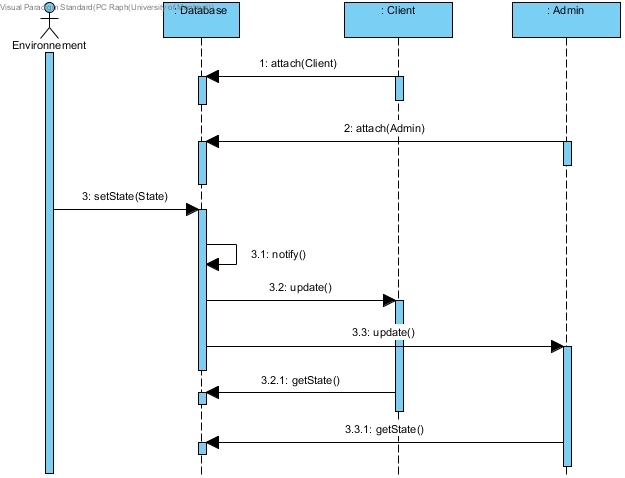 Visual Paradigm Standard(PC Raph(University of
: Database
: Client
: Admin
Environnement
1: attach(Client)
2: attach(Admin)
3: setState(State)
3.1: notify()
3.2: update()
3.3: update()
3.2.1: getState()
3.3.1: getState()